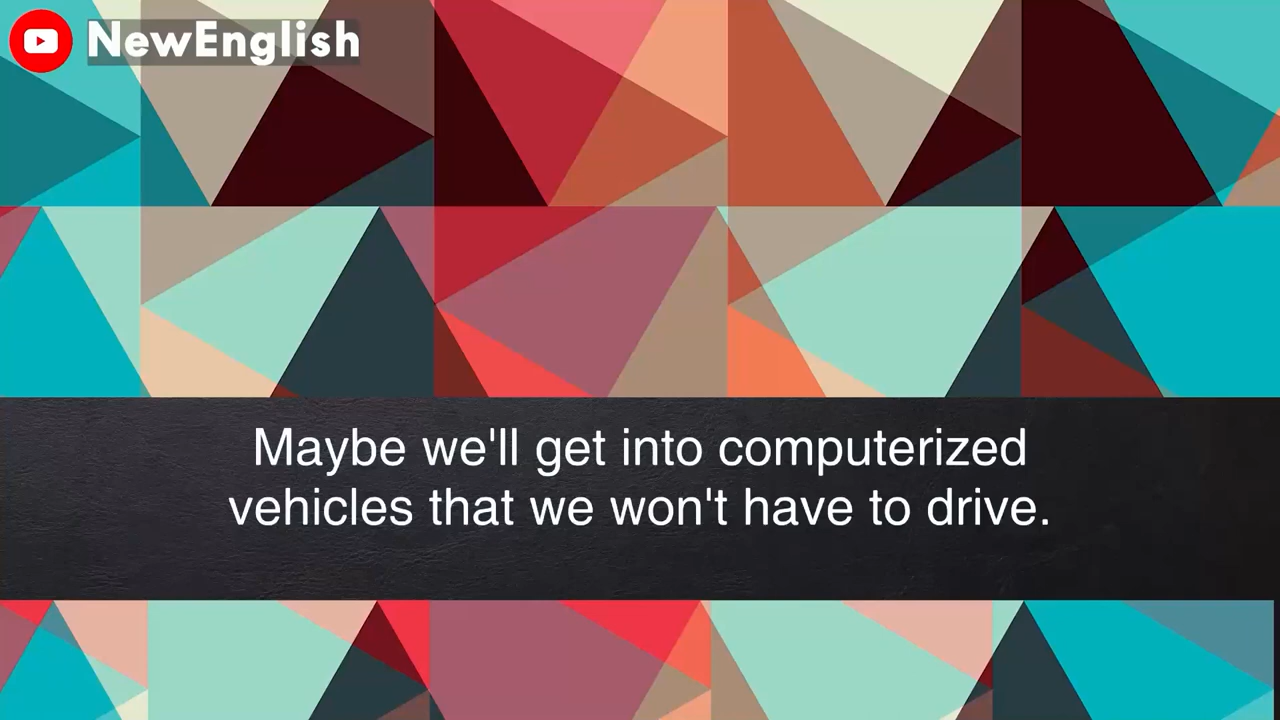 NewEnglish
Maybe we'll get into computerized
vehicles that we won't have to drive.